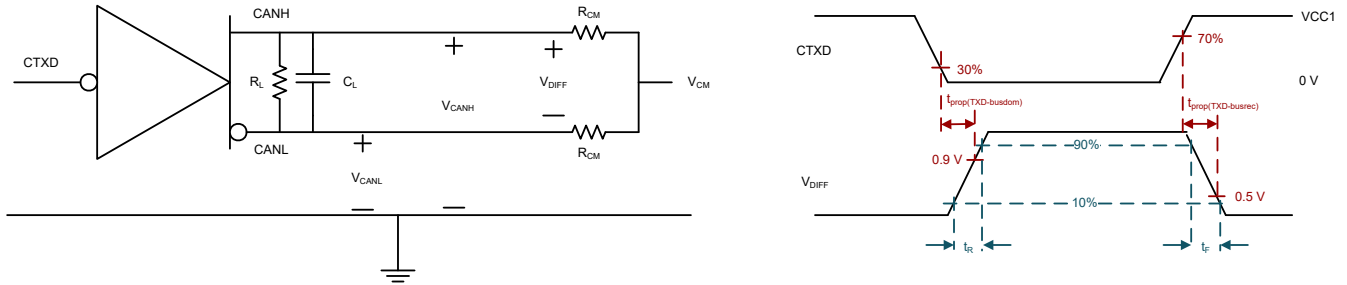 CANH
R_CM
CTXD
R_L
C_L
V_DIFF
V_CM
V_CANH
CANL
R_CM
V_CANL
VCC1
CTXD
70%
30%
0 V
t_prop(TXD-busdom)
t_prop(TXD-busrec)
90%
0.9 V
V_DIFF
10%
0.5 V
t_R
t_F